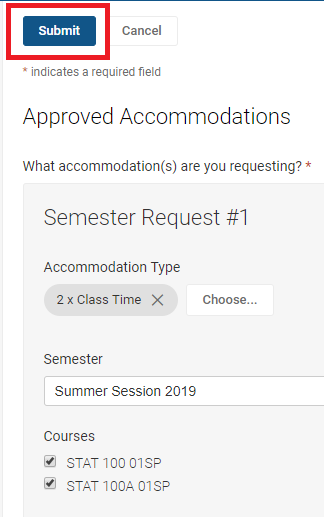 Submit Cancel
* indicates a required field
Approved Accommodations
What accommodation(s) are you requesting? *
Semester Request #1
Accommodation Type
2 x Class Time Choose...
Semester
Summer Session 2019
Courses
STAT 100 01SP
STAT 100A 01SP